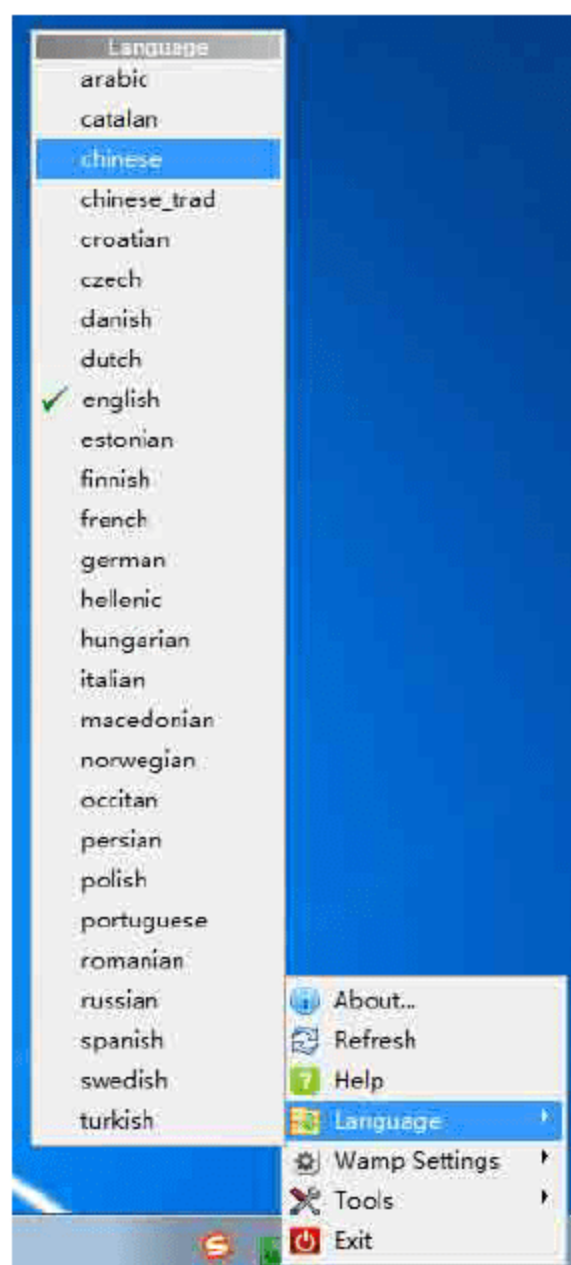 Language
arabic
catalan
chinese
chinese_trad
croatian
czech
danish
dutch
english
estonian
finnish
french
german
hellenic
hungarian
italian
macedonian
norwegian
occitan
persian
polish
portuguese
romanian
russian
spanish
swedish
turkish
About...
Refresh
Help
Language
Wamp Settings
Tools
Exit